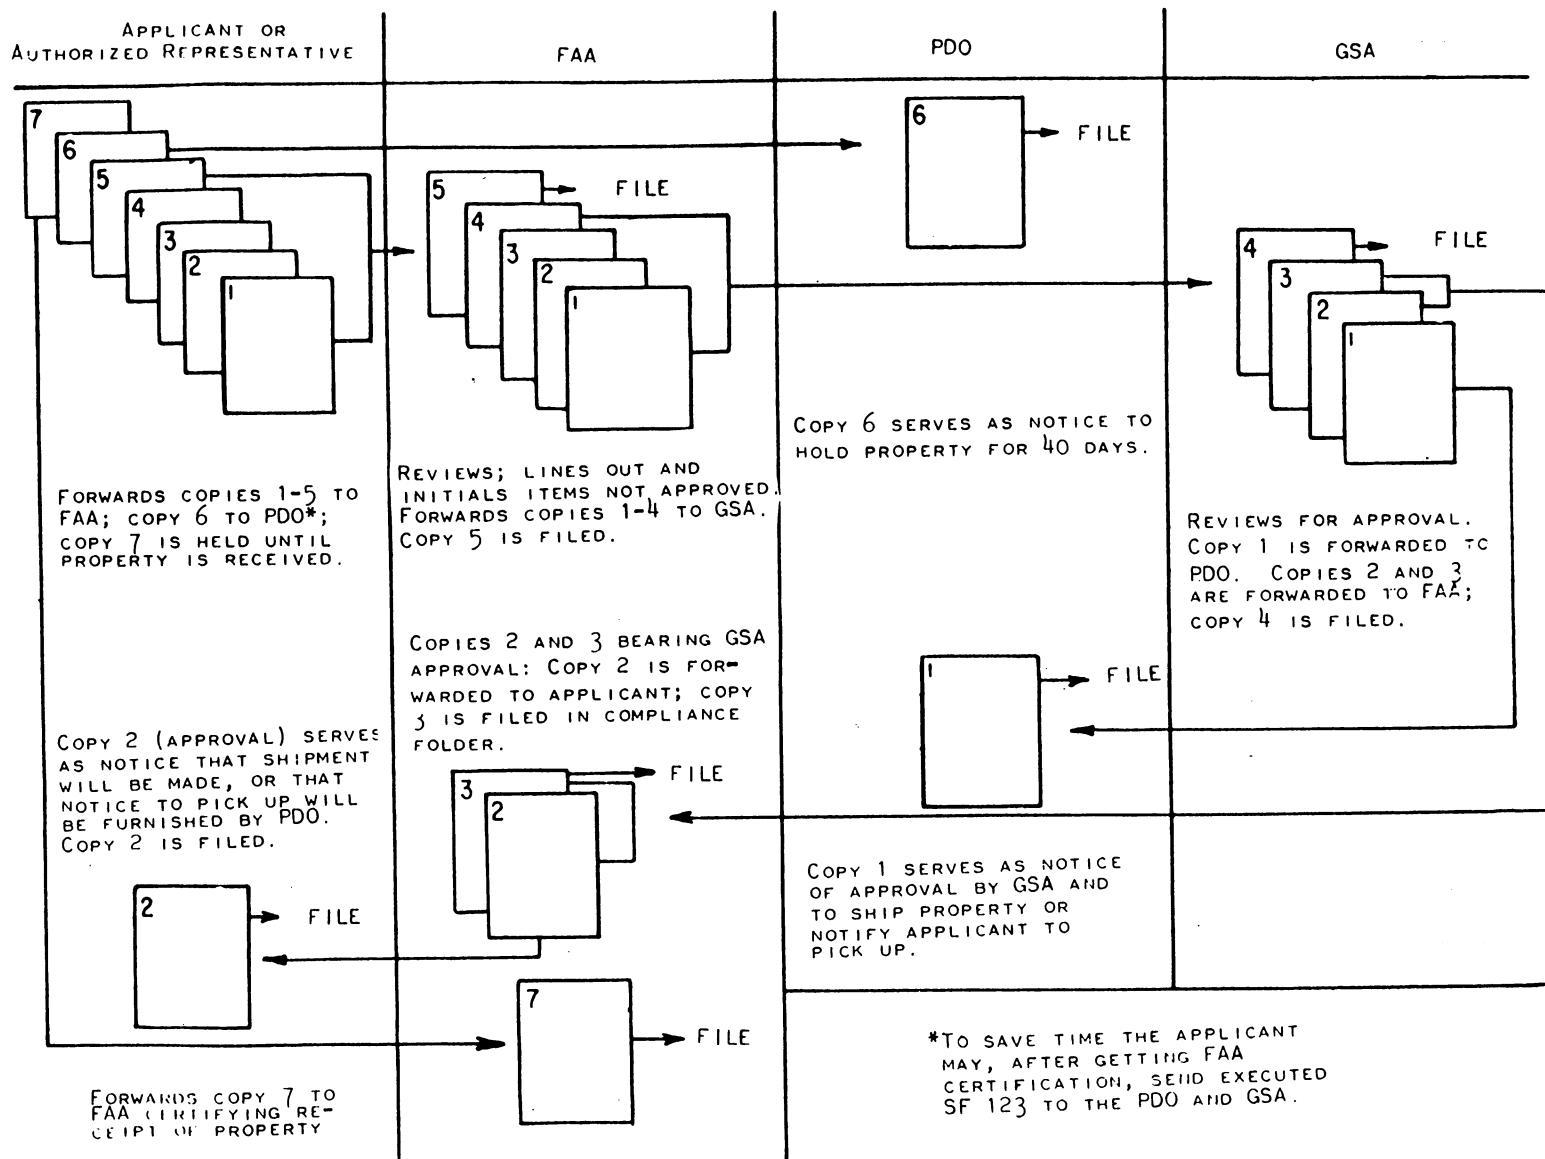 APPLICANT OR
AUTHORIZED REPRESENTATIVE
FAA
PDO
GSA
7
6
5
4
3
2
1
FORWARDS COPIES 1-5 TO
FAA; COPY 6 TO PDO*;
COPY 7 IS HELD UNTIL
PROPERTY IS RECEIVED.
COPY 2 (APPROVAL) SERVES
AS NOTICE THAT SHIPMENT
WILL BE MADE, OR THAT
NOTICE TO PICK UP WILL
BE FURNISHED BY PDO.
COPY 2 IS FILED.
2
FILE
FORWARDS COPY 7 TO
FAA CERTIFYING RE-
CEIPT OF PROPERTY
5
FILE
4
3
2
1
REVIEWS; LINES OUT AND
INITIALS ITEMS NOT APPROVED.
FORWARDS COPIES 1-4 TO GSA.
COPY 5 IS FILED.
COPIES 2 AND 3 BEARING GSA
APPROVAL: COPY 2 IS FOR-
WARDED TO APPLICANT; COPY
3 IS FILED IN COMPLIANCE
FOLDER.
3
FILE
2
7
FILE
6
FILE
COPY 6 SERVES AS NOTICE TO
HOLD PROPERTY FOR 40 DAYS.
1
FILE
COPY 1 SERVES AS NOTICE
OF APPROVAL BY GSA AND
TO SHIP PROPERTY OR
NOTIFY APPLICANT TO
PICK UP.
4
FILE
3
2
1
REVIEWS FOR APPROVAL.
COPY 1 IS FORWARDED TO
PDO. COPIES 2 AND 3
ARE FORWARDED TO FAA;
COPY 4 IS FILED.
*TO SAVE TIME THE APPLICANT
MAY, AFTER GETTING FAA
CERTIFICATION, SEND EXECUTED
SF 123 TO THE PDO AND GSA.